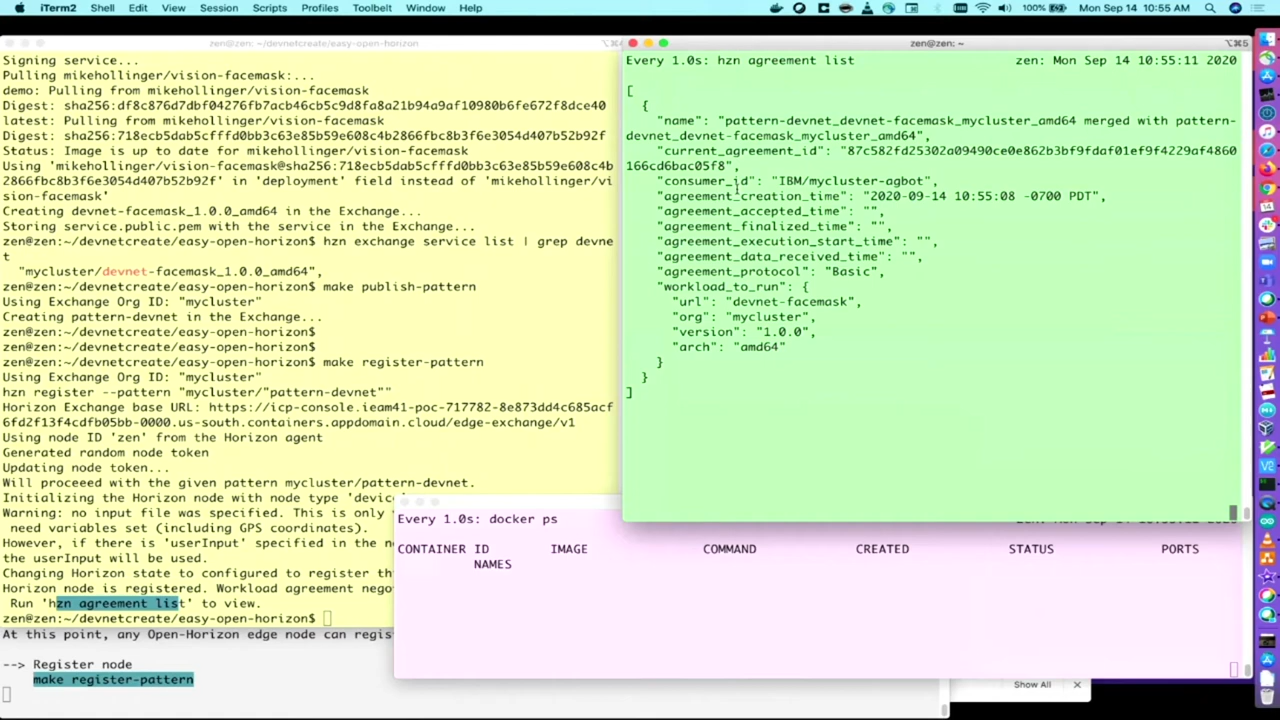 iTerm2 Shell Edit View Session Scripts Profiles Toolbelt Window Help 100% Mon Sep 14 10:55 AM
zen@zen: ~/devnetcreate/easy-open-horizon
Signing service...
Pulling mikehollinger/vision-facemask:...
demo: Pulling from mikehollinger/vision-facemask
Digest: sha256:df8c876d7dbf04276fb7acb46cb5c9d8fa8a21b94a9af10980b6fe672f8dce40
latest: Pulling from mikehollinger/vision-facemask
Digest: sha256:718ecb5dab5cfffd0bb3c63e85b59e608c4b2866fbc8b3f6e3054d407b52b92f
Status: Image is up to date for mikehollinger/vision-facemask
Using 'mikehollinger/vision-facemask@sha256:718ecb5dab5cfffd0bb3c63e85b59e608c4b
2866fbc8b3f6e3054d407b52b92f' in 'deployment' field instead of 'mikehollinger/vi
sion-facemask'
Creating devnet-facemask_1.0.0_amd64 in the Exchange...
Storing service.public.pem with the service in the Exchange...
zen@zen:~/devnetcreate/easy-open-horizon$ hzn exchange service list | grep devne
t
"mycluster/devnet-facemask_1.0.0_amd64",
zen@zen:~/devnetcreate/easy-open-horizon$ make publish-pattern
Using Exchange Org ID: "mycluster"
Creating pattern-devnet in the Exchange...
zen@zen:~/devnetcreate/easy-open-horizon$
zen@zen:~/devnetcreate/easy-open-horizon$
zen@zen:~/devnetcreate/easy-open-horizon$ make register-pattern
Using Exchange Org ID: "mycluster"
hzn register --pattern "mycluster/"pattern-devnet""
Horizon Exchange base URL: https://icp-console.ieam41-poc-717782-8e873dd4c685acf
6fd2f13f4cdfb05bb-0000.us-south.containers.appdomain.cloud/edge-exchange/v1
Using node ID 'zen' from the Horizon agent
Generated random node token
Updating node token...
Will proceeed with the given pattern mycluster/pattern-devnet.
Initializing the Horizon node with node type 'device
Warning: no input file was specified. This is only
need variables set (including GPS coordinates).
However, if there is 'userInput' specified in the n
the userInput will be used.
Changing Horizon state to configured to register th
Horizon node is registered. Workload agreement nego
Run 'hzn agreement list' to view.
zen@zen:~/devnetcreate/easy-open-horizon$
At this point, any Open-Horizon edge node can regis
--> Register node
make register-pattern
zen@zen: ~ ⌥⌘5
Every 1.0s: hzn agreement list zen: Mon Sep 14 10:55:11 2020
[
{
"name": "pattern-devnet_devnet-facemask_mycluster_amd64 merged with pattern-
devnet_devnet-facemask_mycluster_amd64",
"current_agreement_id": "87c582fd25302a09490ce0e862b3bf9fdaf01ef9f4229af4860
166cd6bac05f8",
"consumer_id": "IBM/mycluster-agbot",
"agreement_creation_time": "2020-09-14 10:55:08 -0700 PDT",
"agreement_accepted_time": "",
"agreement_finalized_time": "",
"agreement_execution_start_time": "",
"agreement_data_received_time": "",
"agreement_protocol": "Basic",
"workload_to_run": {
"url": "devnet-facemask",
"org": "mycluster",
"version": "1.0.0",
"arch": "amd64"
}
}
]
Every 1.0s: docker ps
CONTAINER ID IMAGE COMMAND CREATED STATUS PORTS
NAMES
Show All